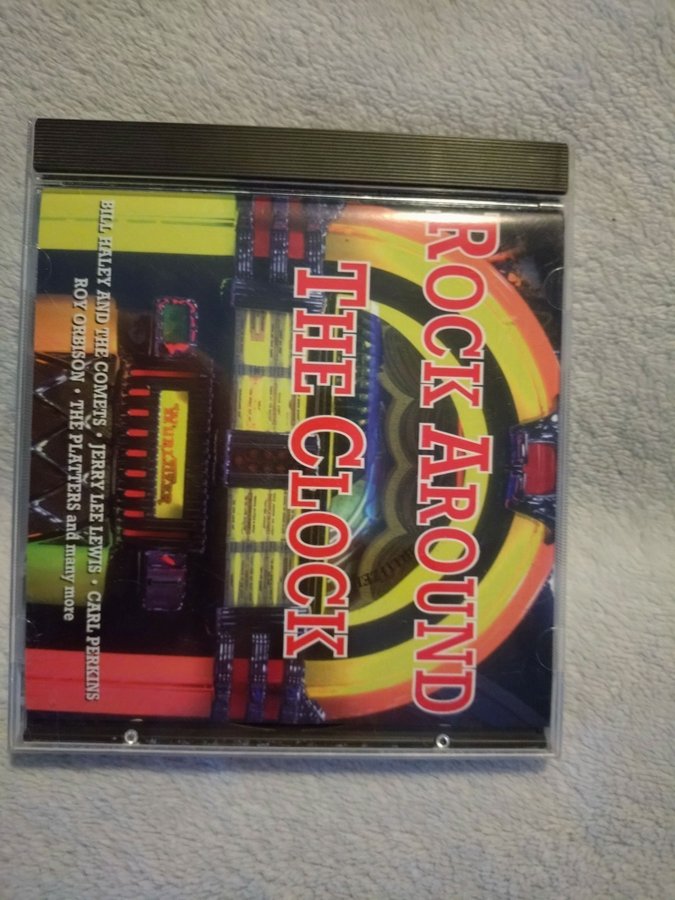 ROCK AROUND
THE CLOCK
WURLITZER
BILL HALEY AND THE COMETS • JERRY LEE LEWIS • CARL PERKINS
ROY ORBISON • THE PLATTERS and many more